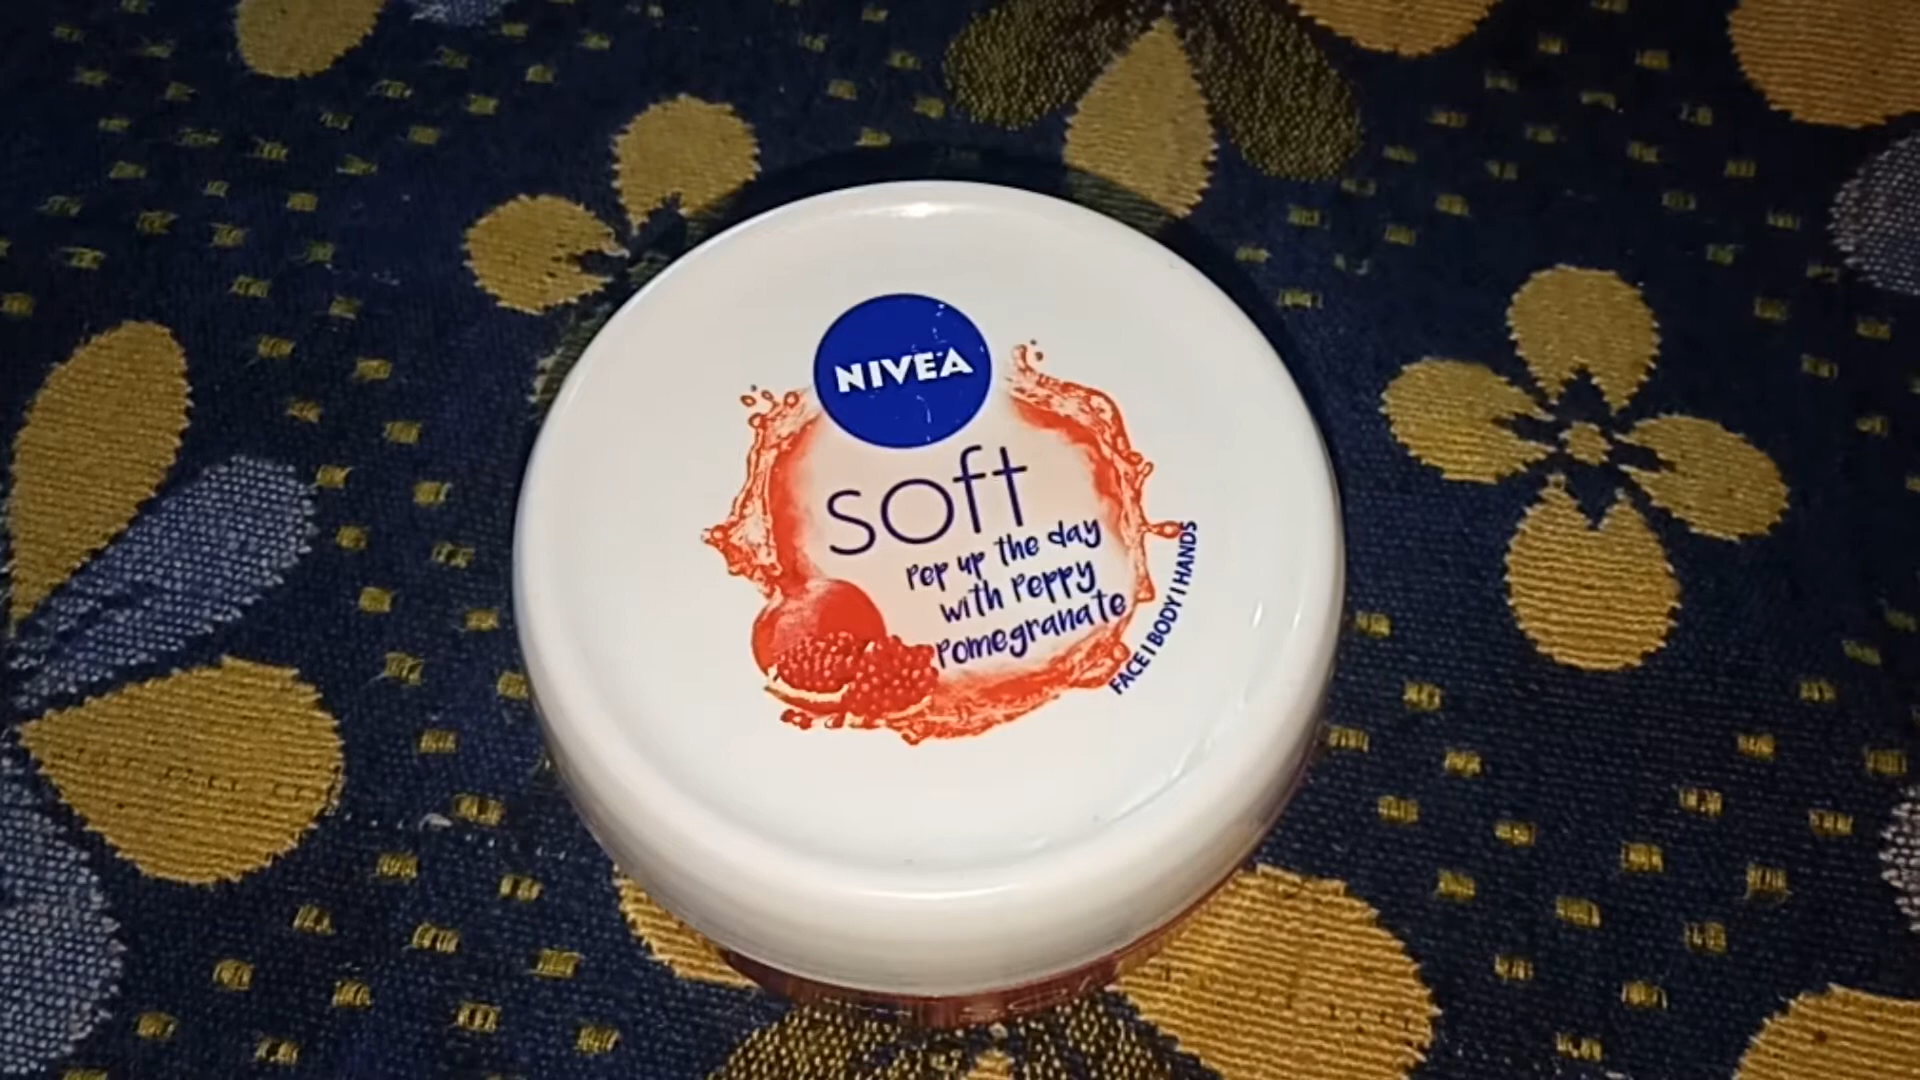 NIVEA
soft
Pep up the day
with Peppy
Pomegranate
FACE I BODY I HANDS